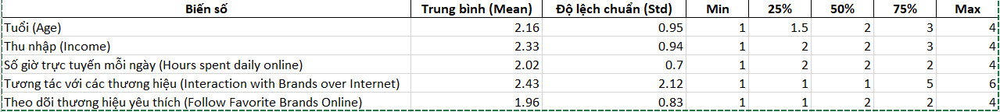 Biến số Trung bình (Mean) Độ lệch chuẩn (Std) Min 25% 50% 75% Max
Tuổi (Age) 2.16 0.95 1 1.5 2 3 4
Thu nhập (Income) 2.33 0.94 1 2 2 3 4
Số giờ trực tuyến mỗi ngày (Hours spent daily online) 2.02 0.7 1 2 2 2 4
Tương tác với các thương hiệu (Interaction with Brands over Internet) 2.43 2.12 1 1 1 5 6
Theo dõi thương hiệu yêu thích (Follow Favorite Brands Online) 1.96 0.83 1 1 2 2 4